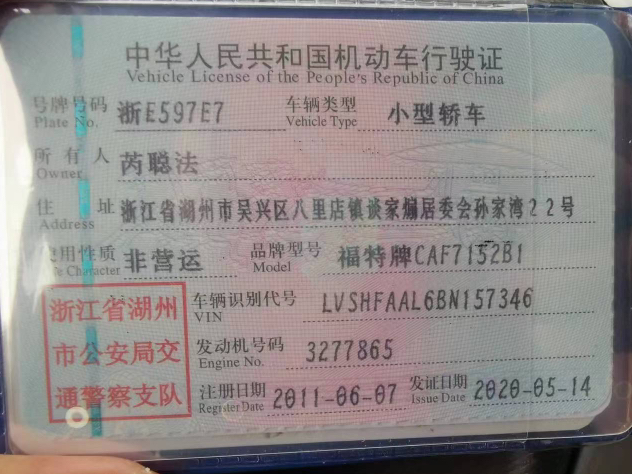 中华人民共和国机动车行驶证
Vehicle License of the People's Republic of China
号牌号码 浙E597E7 车辆类型 小型轿车
Plate No. Vehicle Type
所有人 芮聪法
Owner
住址 浙江省湖州市吴兴区八里店镇谈家㘰居委会孙家湾22号
Address
使用性质 非营运 品牌型号 福特牌CAF7152B1
Use Character Model
浙江省湖州 车辆识别代号 LVSHFAAL6BN157346
VIN
市公安局交 发动机号码 3277865
Engine No.
通警察支队 注册日期 2011-06-07 发证日期 2020-05-14
Register Date Issue Date